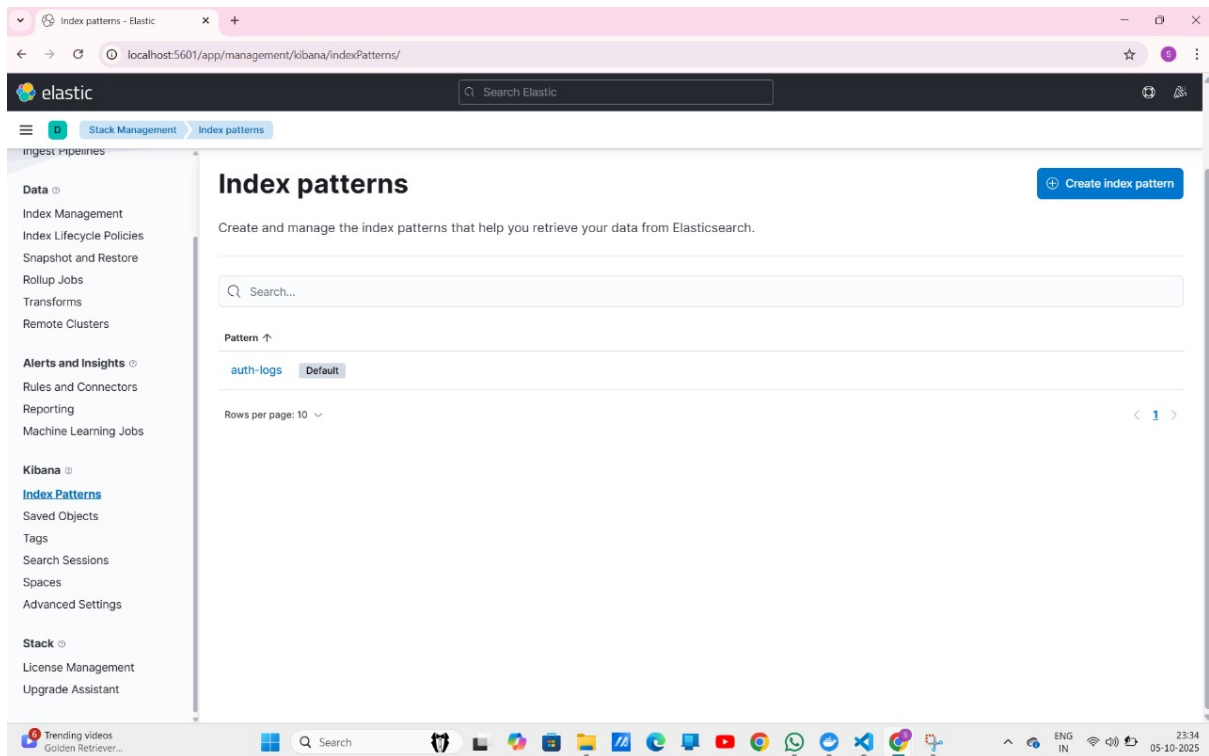 Index patterns - Elastic
localhost:5601/app/management/kibana/indexPatterns/
S
elastic
Search Elastic
D
Stack Management
Index patterns
Ingest Pipelines
Data
Index Management
Index Lifecycle Policies
Snapshot and Restore
Rollup Jobs
Transforms
Remote Clusters
Alerts and Insights
Rules and Connectors
Reporting
Machine Learning Jobs
Kibana
Index Patterns
Saved Objects
Tags
Search Sessions
Spaces
Advanced Settings
Stack
License Management
Upgrade Assistant
Index patterns
Create index pattern
Create and manage the index patterns that help you retrieve your data from Elasticsearch.
Search...
Pattern
auth-logs Default
Rows per page: 10
1
Trending videos
Golden Retriever...
Search
ENG
IN
23:34
05-10-2025